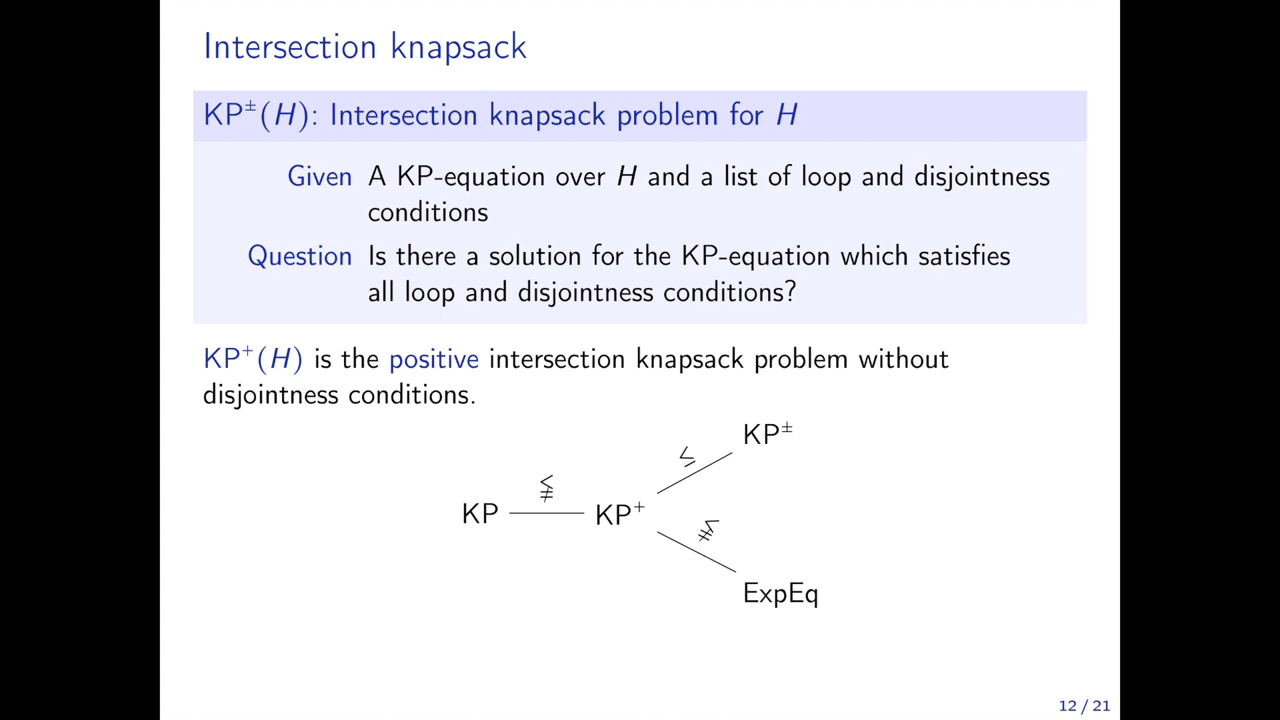 Intersection knapsack
KP±(H): Intersection knapsack problem for H
Given A KP-equation over H and a list of loop and disjointness
conditions
Question Is there a solution for the KP-equation which satisfies
all loop and disjointness conditions?
KP⁺(H) is the positive intersection knapsack problem without
disjointness conditions.
KP±
≤
≨
KP
KP⁺
≨
ExpEq
12 / 21